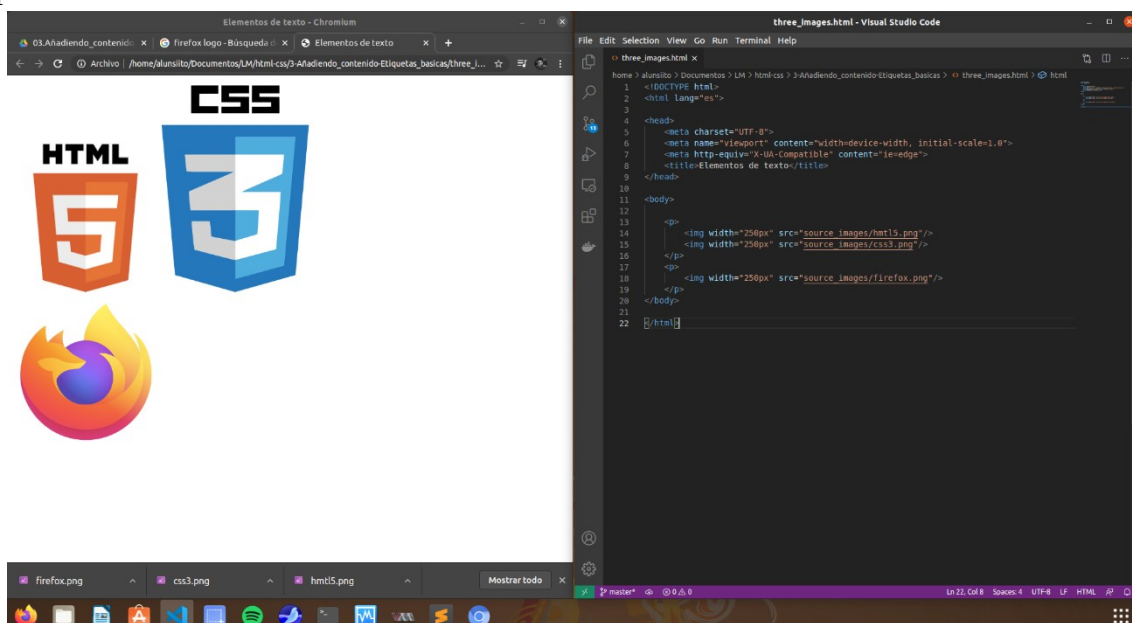 Elementos de texto - Chromium
03.Añadiendo_contenido
firefox logo - Búsqueda d
Elementos de texto
Archivo | /home/alunsiito/Documentos/LM/html-css/3-Añadiendo_contenido-Etiquetas_basicas/three_i...
CSS
3
HTML
5
firefox.png
css3.png
hmtl5.png
Mostrar todo
three_images.html - Visual Studio Code
File Edit Selection View Go Run Terminal Help
three_images.html
home > alunsiito > Documentos > LM > html-css > 3-Añadiendo_contenido-Etiquetas_basicas > three_images.html > html
1 <!DOCTYPE html>
2 <html lang="es">
3
4 <head>
5 <meta charset="UTF-8">
6 <meta name="viewport" content="width=device-width, initial-scale=1.0">
7 <meta http-equiv="X-UA-Compatible" content="ie=edge">
8 <title>Elementos de texto</title>
9 </head>
10
11 <body>
12
13 <p>
14 <img width="250px" src="source_images/hmtl5.png"/>
15 <img width="250px" src="source_images/css3.png"/>
16 </p>
17 <p>
18 <img width="250px" src="source_images/firefox.png"/>
19 </p>
20 </body>
21
22 </html>
master* 0 0
Ln 22, Col 8 Spaces: 4 UTF-8 LF HTML